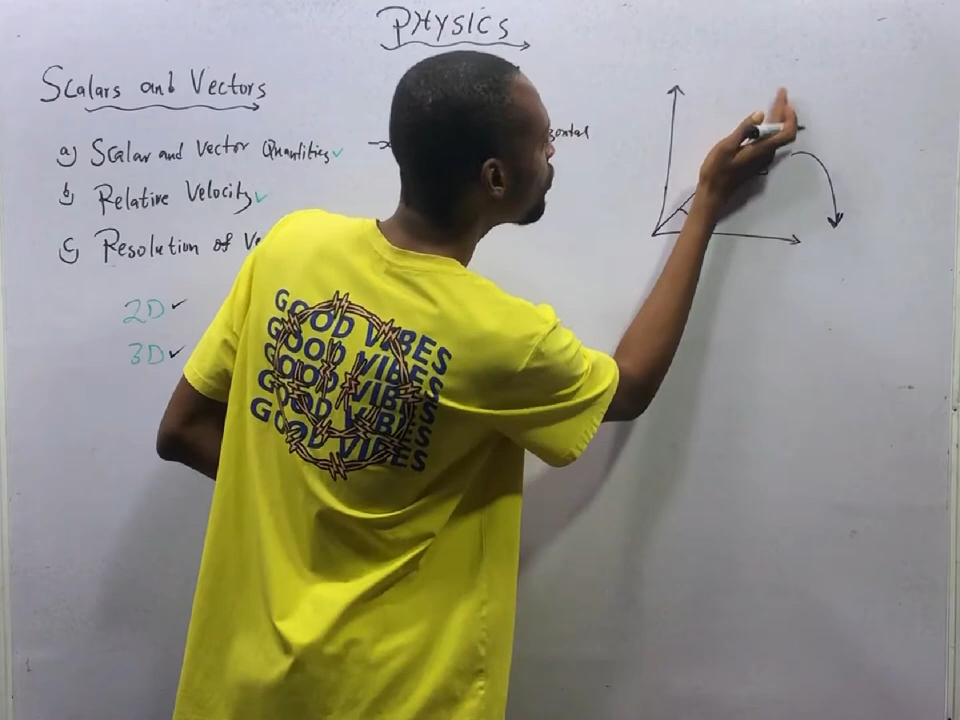 PHYSICS
Scalars and Vectors
a) Scalar and Vector Quantities ✓
b) Relative Velocity ✓
c) Resolution of
2D ✓
3D ✓
GOOD VIBES
GOOD VIBES
GOOD VIBES
GOOD VIBES
GOOD VIBES